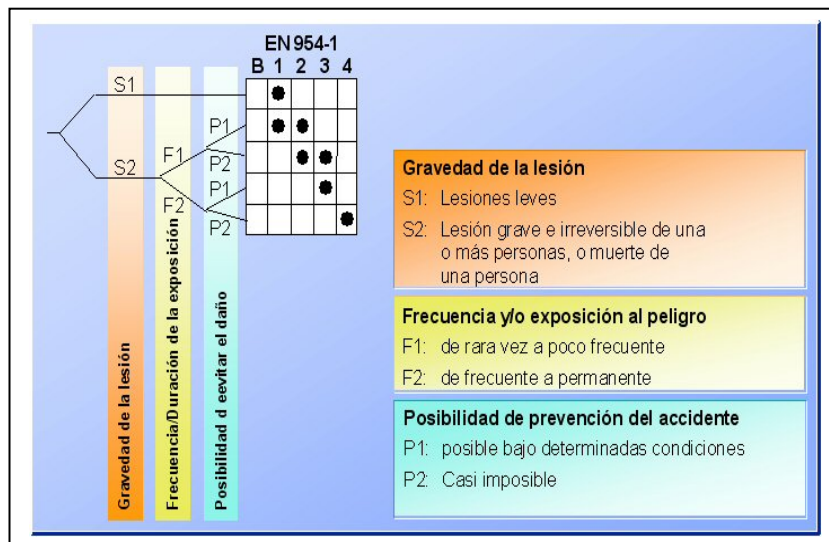 EN 954-1
B 1 2 3 4
S1
P1
F1
P2
S2
P1
F2
P2
Gravedad de la lesión
Frecuencia/Duración de la exposición
Posibilidad d eevitar el daño
Gravedad de la lesión
S1: Lesiones leves
S2: Lesión grave e irreversible de una
o más personas, o muerte de
una persona
Frecuencia y/o exposición al peligro
F1: de rara vez a poco frecuente
F2: de frecuente a permanente
Posibilidad de prevención del accidente
P1: posible bajo determinadas condiciones
P2: Casi imposible